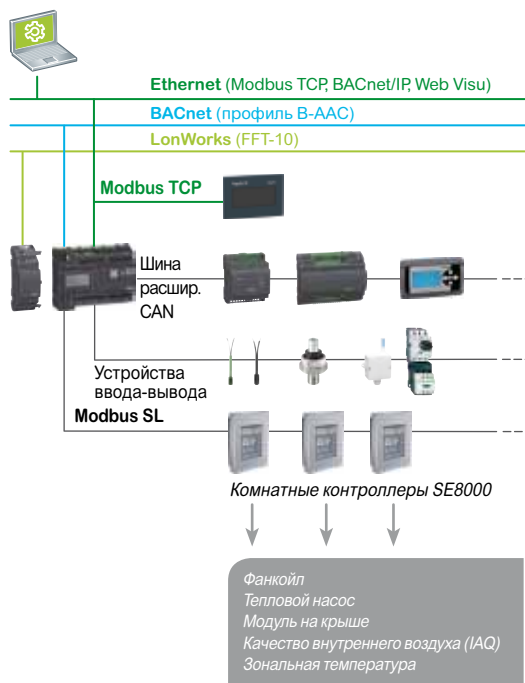 Ethernet (Modbus TCP, BACnet/IP, Web Visu)
BACnet (профиль B-AAC)
LonWorks (FFT-10)
Modbus TCP
Шина
расшир.
CAN
Устройства
ввода-вывода
Modbus SL
Комнатные контроллеры SE8000
Фанкойл
Тепловой насос
Модуль на крыше
Качество внутреннего воздуха (IAQ)
Зональная температура